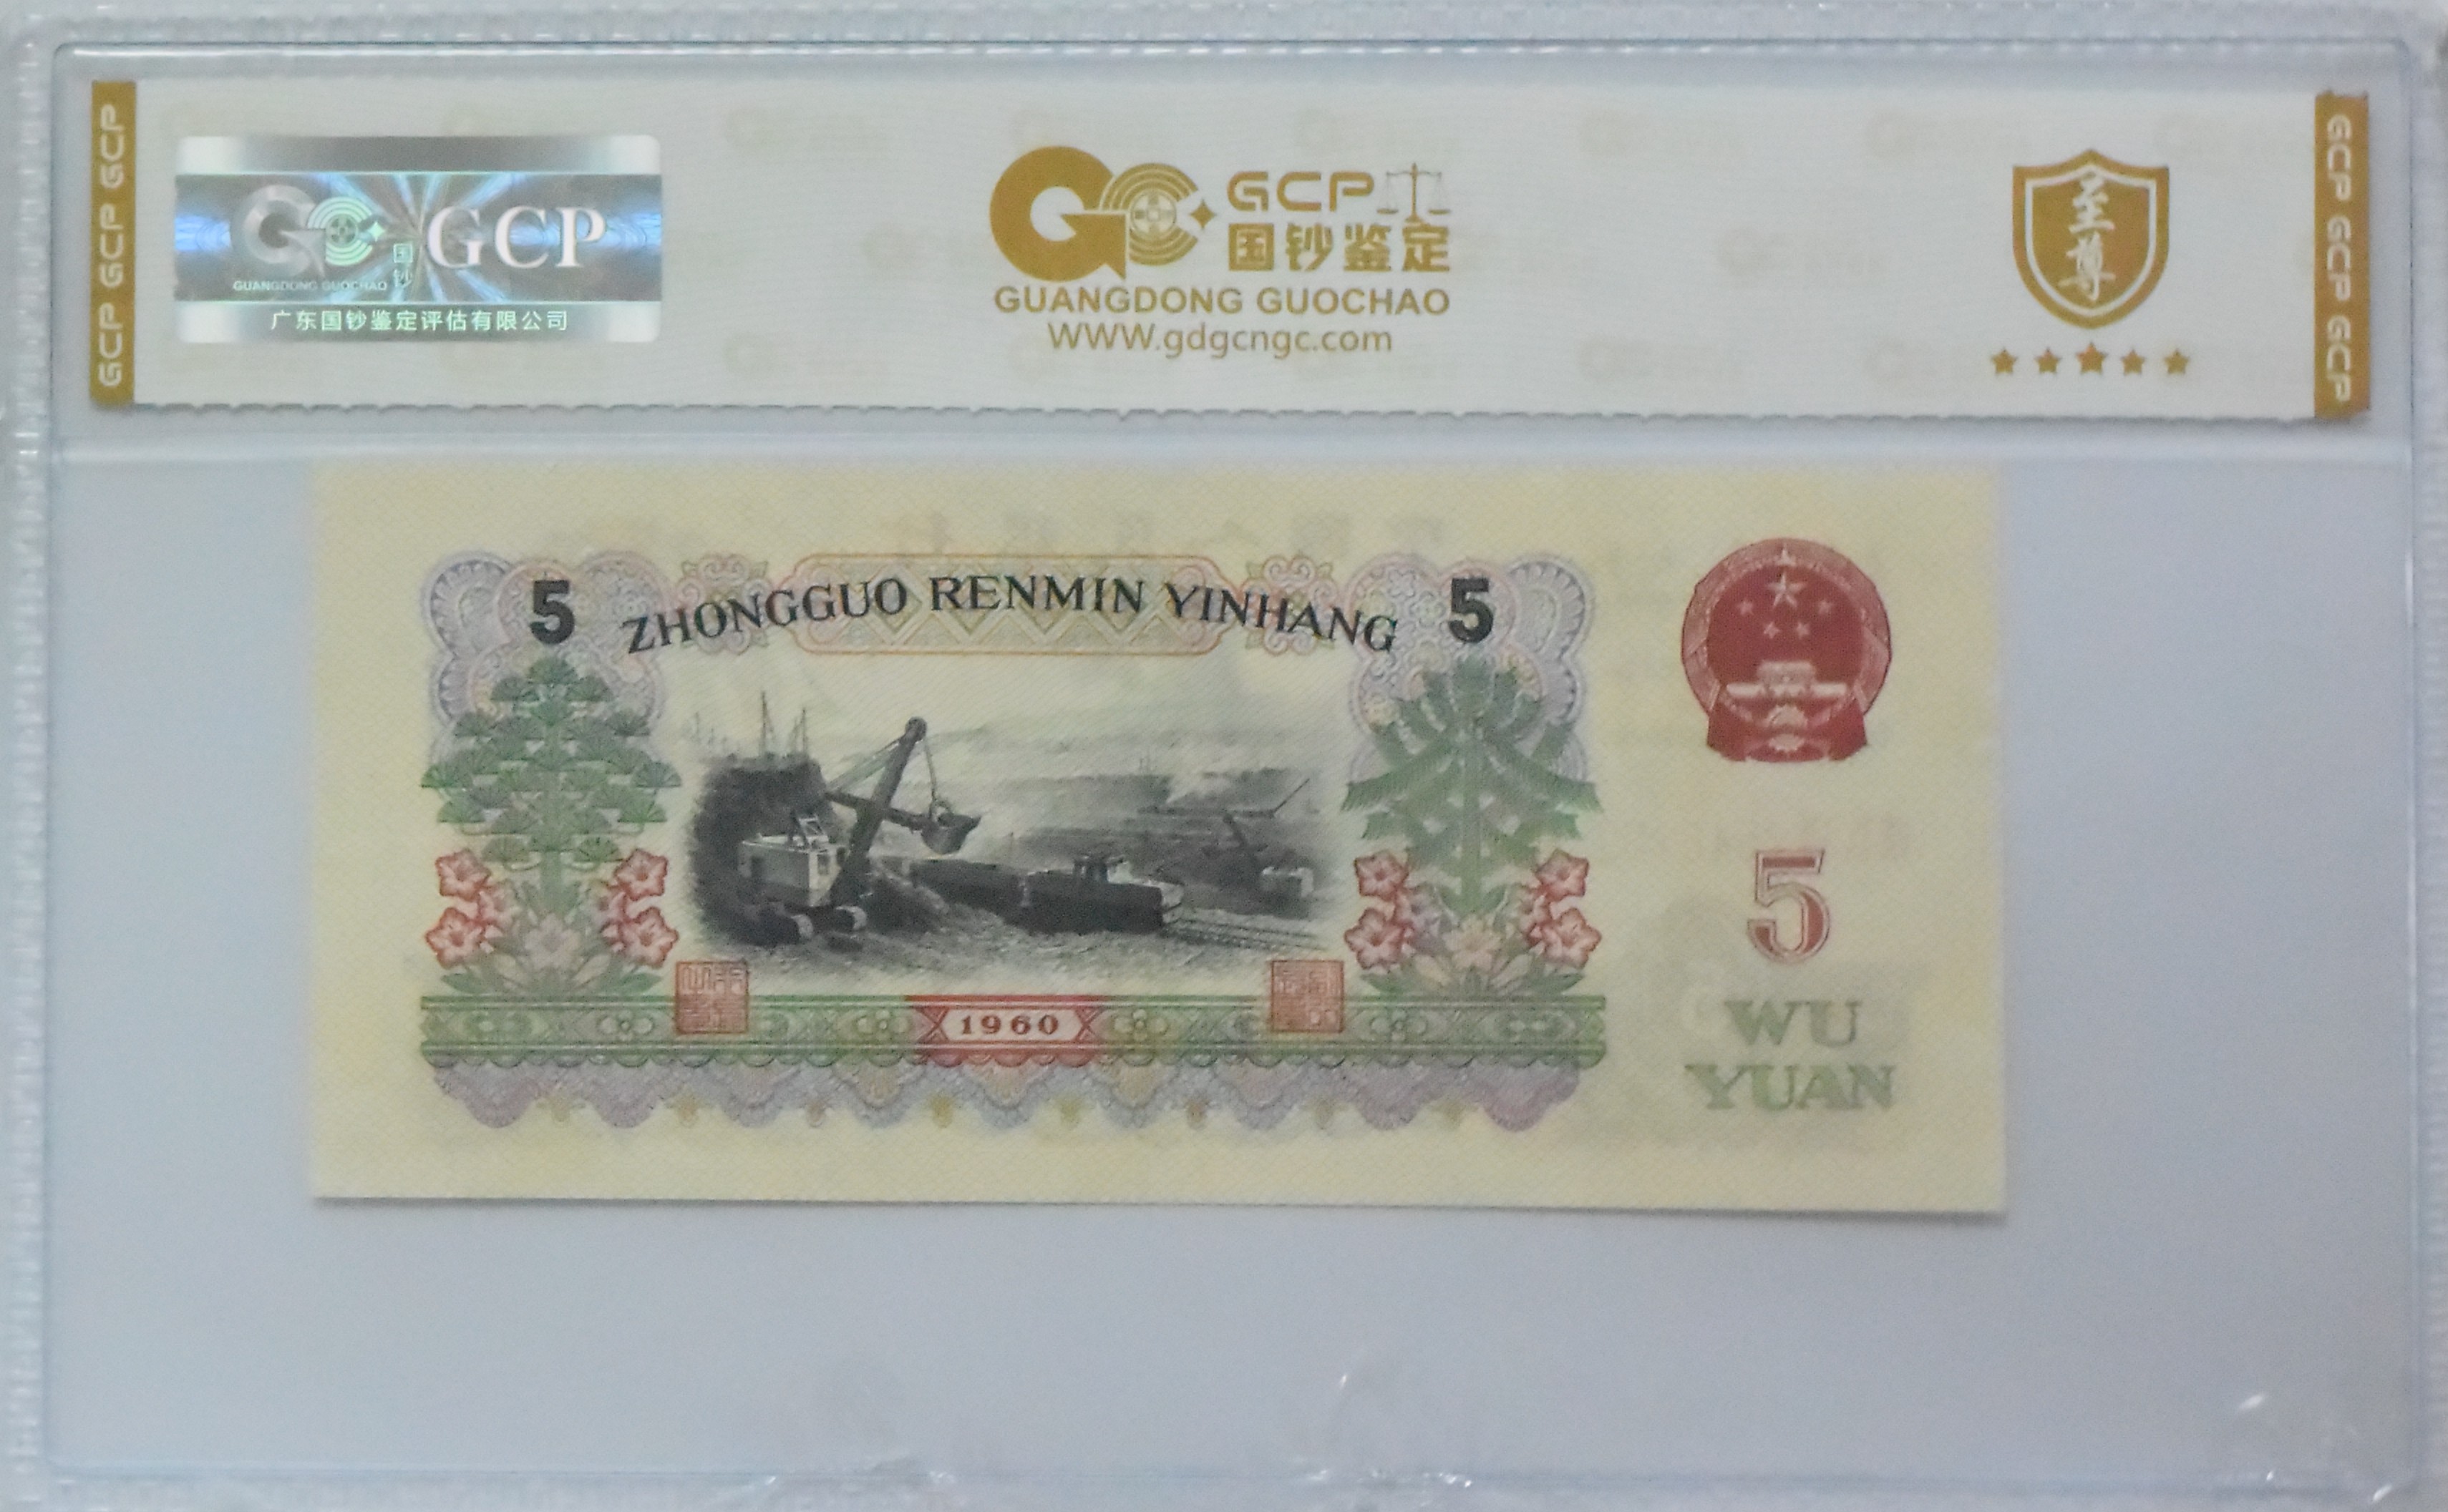 GCP GCP GCP
GCP
国钞
GUANGDONG GUOCHAO
广东国钞鉴定评估有限公司
GCP
国钞鉴定
GUANGDONG GUOCHAO
WWW.gdgcngc.com
至尊
GCP GCP GCP
5 ZHONGGUO RENMIN YINHANG 5
5
WU
YUAN
1960